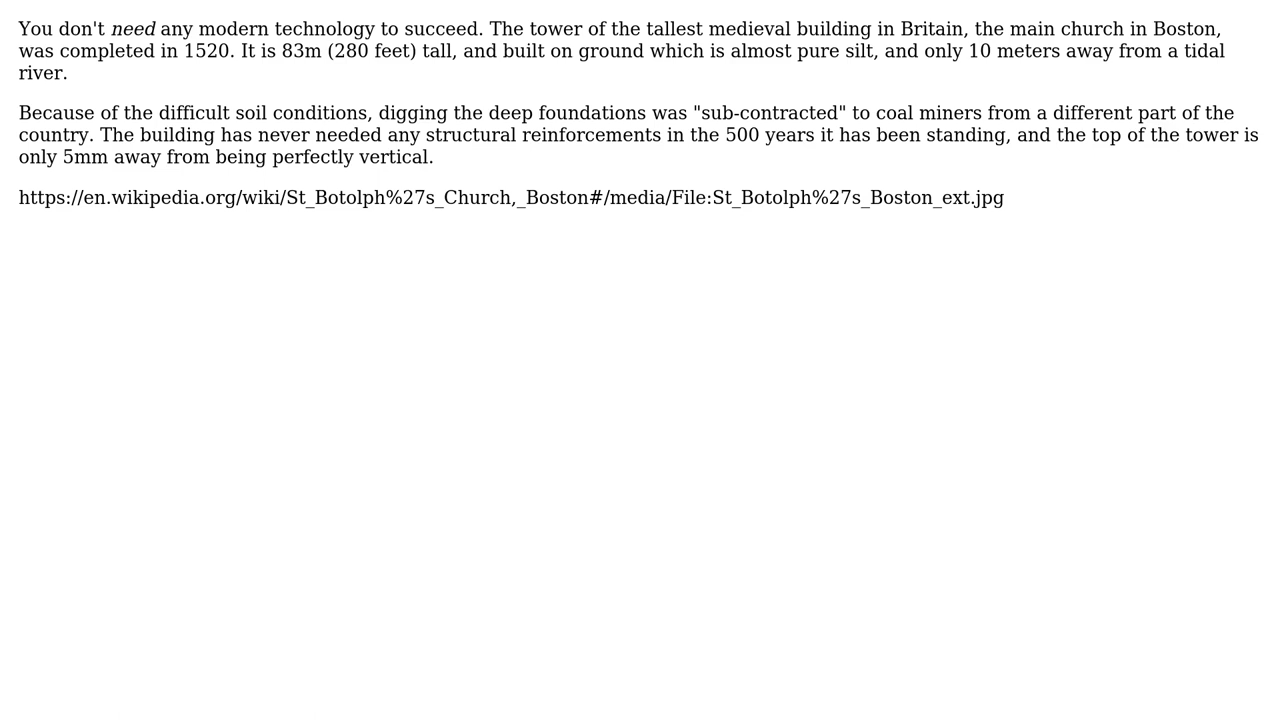 You don't need any modern technology to succeed. The tower of the tallest medieval building in Britain, the main church in Boston,
was completed in 1520. It is 83m (280 feet) tall, and built on ground which is almost pure silt, and only 10 meters away from a tidal
river.
Because of the difficult soil conditions, digging the deep foundations was "sub-contracted" to coal miners from a different part of the
country. The building has never needed any structural reinforcements in the 500 years it has been standing, and the top of the tower is
only 5mm away from being perfectly vertical.
https://en.wikipedia.org/wiki/St_Botolph%27s_Church,_Boston#/media/File:St_Botolph%27s_Boston_ext.jpg